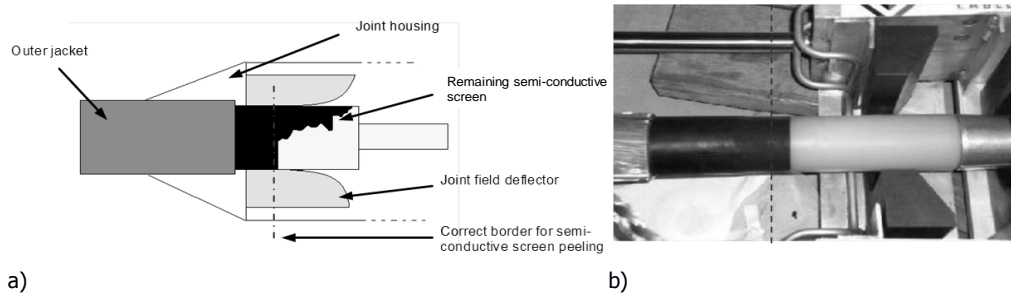 Outer jacket
Joint housing
Remaining semi-conductive
screen
Joint field deflector
Correct border for semi-
conductive screen peeling
a)
b)